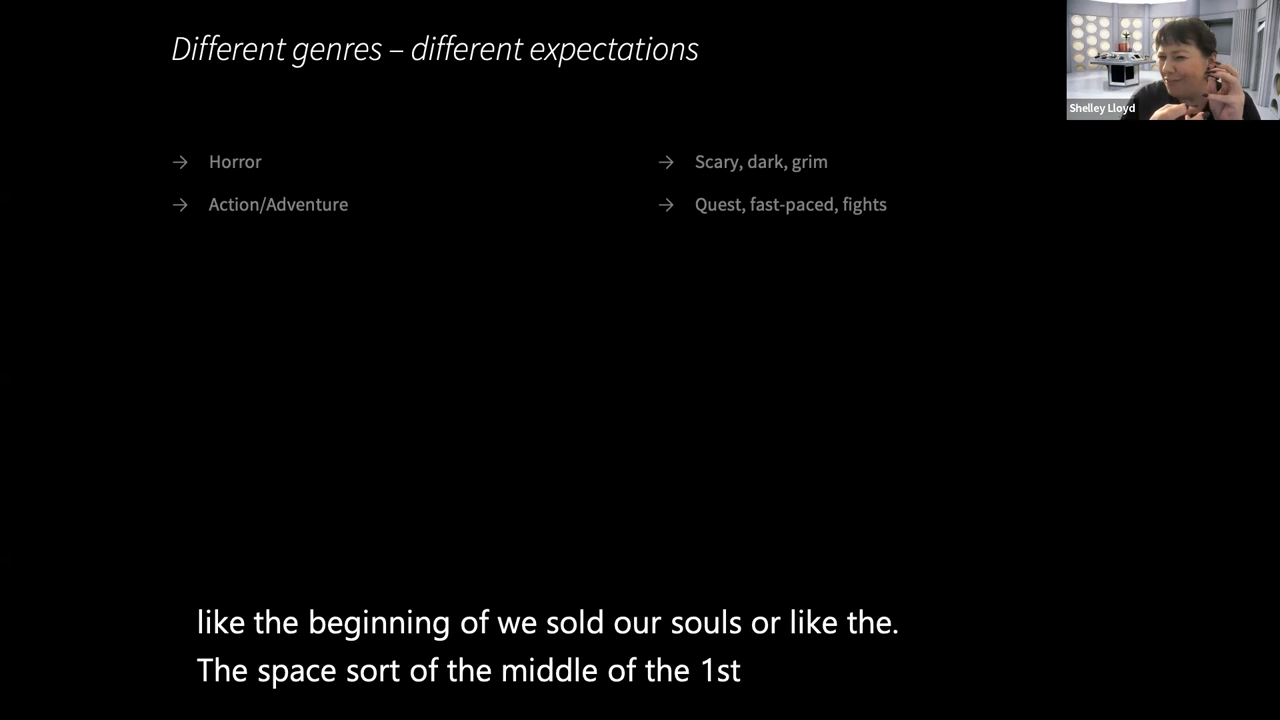 Different genres – different expectations
Shelley Lloyd
→ Horror
→ Scary, dark, grim
→ Action/Adventure
→ Quest, fast-paced, fights
like the beginning of we sold our souls or like the.
The space sort of the middle of the 1st